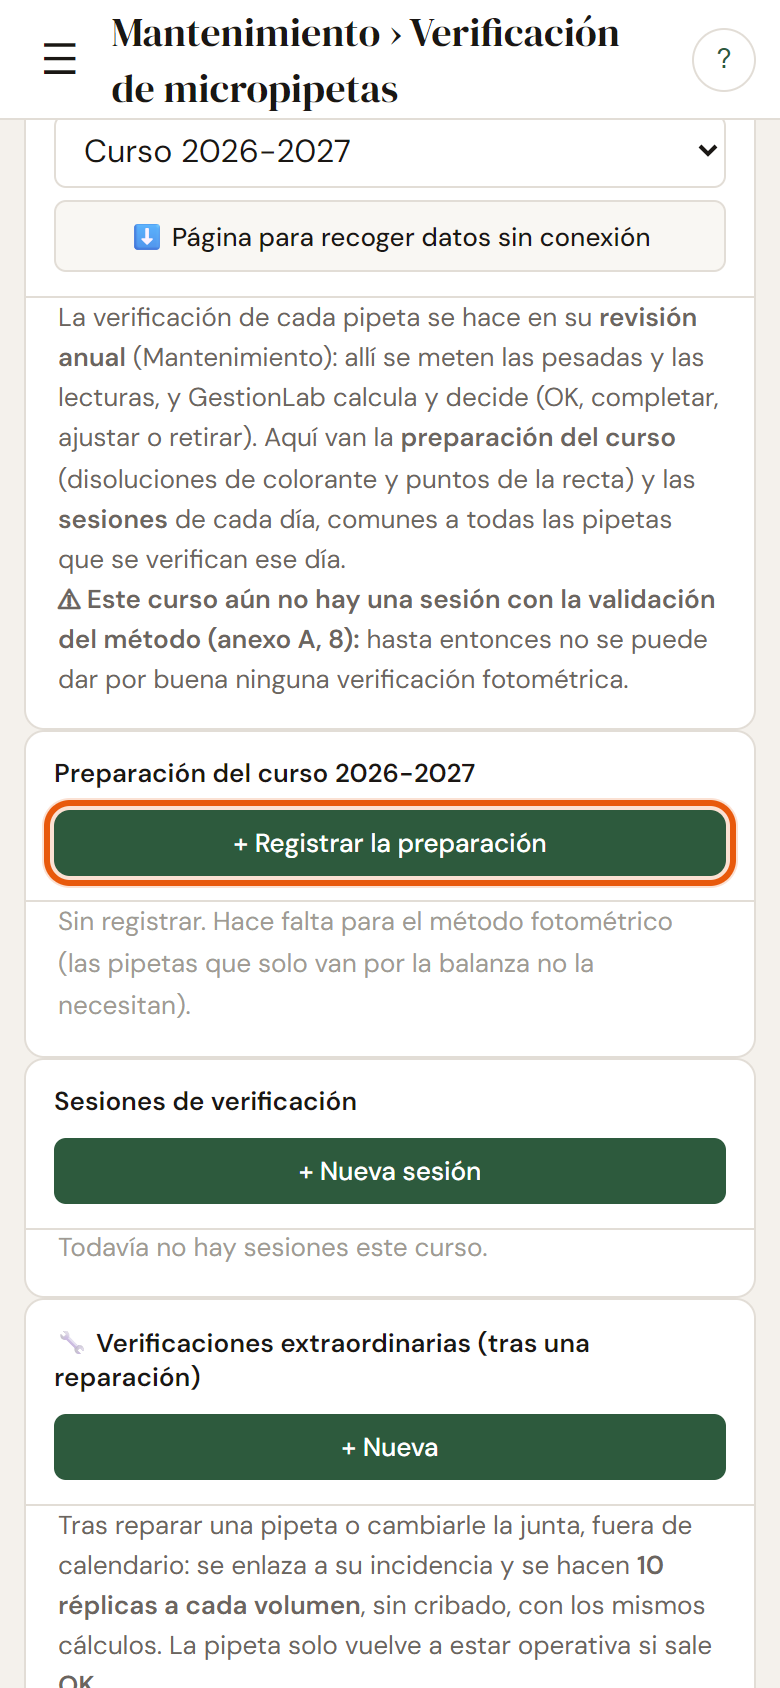 Mantenimiento › Verificación
de micropipetas
?
Curso 2026-2027
Página para recoger datos sin conexión
La verificación de cada pipeta se hace en su revisión
anual (Mantenimiento): allí se meten las pesadas y las
lecturas, y GestionLab calcula y decide (OK, completar,
ajustar o retirar). Aquí van la preparación del curso
(disoluciones de colorante y puntos de la recta) y las
sesiones de cada día, comunes a todas las pipetas
que se verifican ese día.
⚠ Este curso aún no hay una sesión con la validación
del método (anexo A, 8): hasta entonces no se puede
dar por buena ninguna verificación fotométrica.
Preparación del curso 2026-2027
+ Registrar la preparación
Sin registrar. Hace falta para el método fotométrico
(las pipetas que solo van por la balanza no la
necesitan).
Sesiones de verificación
+ Nueva sesión
Todavía no hay sesiones este curso.
Verificaciones extraordinarias (tras una
reparación)
+ Nueva
Tras reparar una pipeta o cambiarle la junta, fuera de
calendario: se enlaza a su incidencia y se hacen 10
réplicas a cada volumen, sin cribado, con los mismos
cálculos. La pipeta solo vuelve a estar operativa si sale
OK